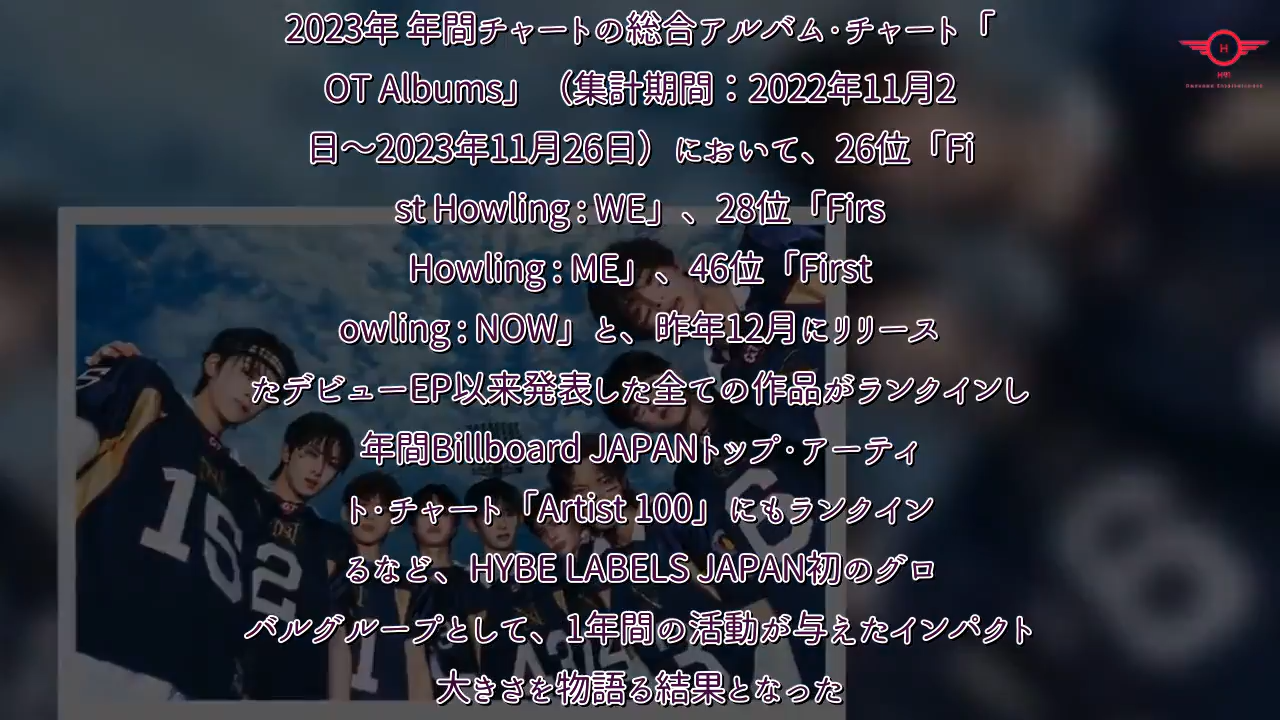 2023年 年間チャートの総合アルバム・チャート「
OT Albums」（集計期間：2022年11月2
日〜2023年11月26日）において、26位「Fi
st Howling : WE」、28位「Firs
Howling : ME」、46位「First
owling : NOW」と、昨年12月にリリース
たデビューEP以来発表した全ての作品がランクインし
年間Billboard JAPANトップ・アーティ
ト・チャート「Artist 100」にもランクイン
るなど、HYBE LABELS JAPAN初のグロ
バルグループとして、1年間の活動が与えたインパクト
大きさを物語る結果となった
H
H&#x27;
152
1
6
8